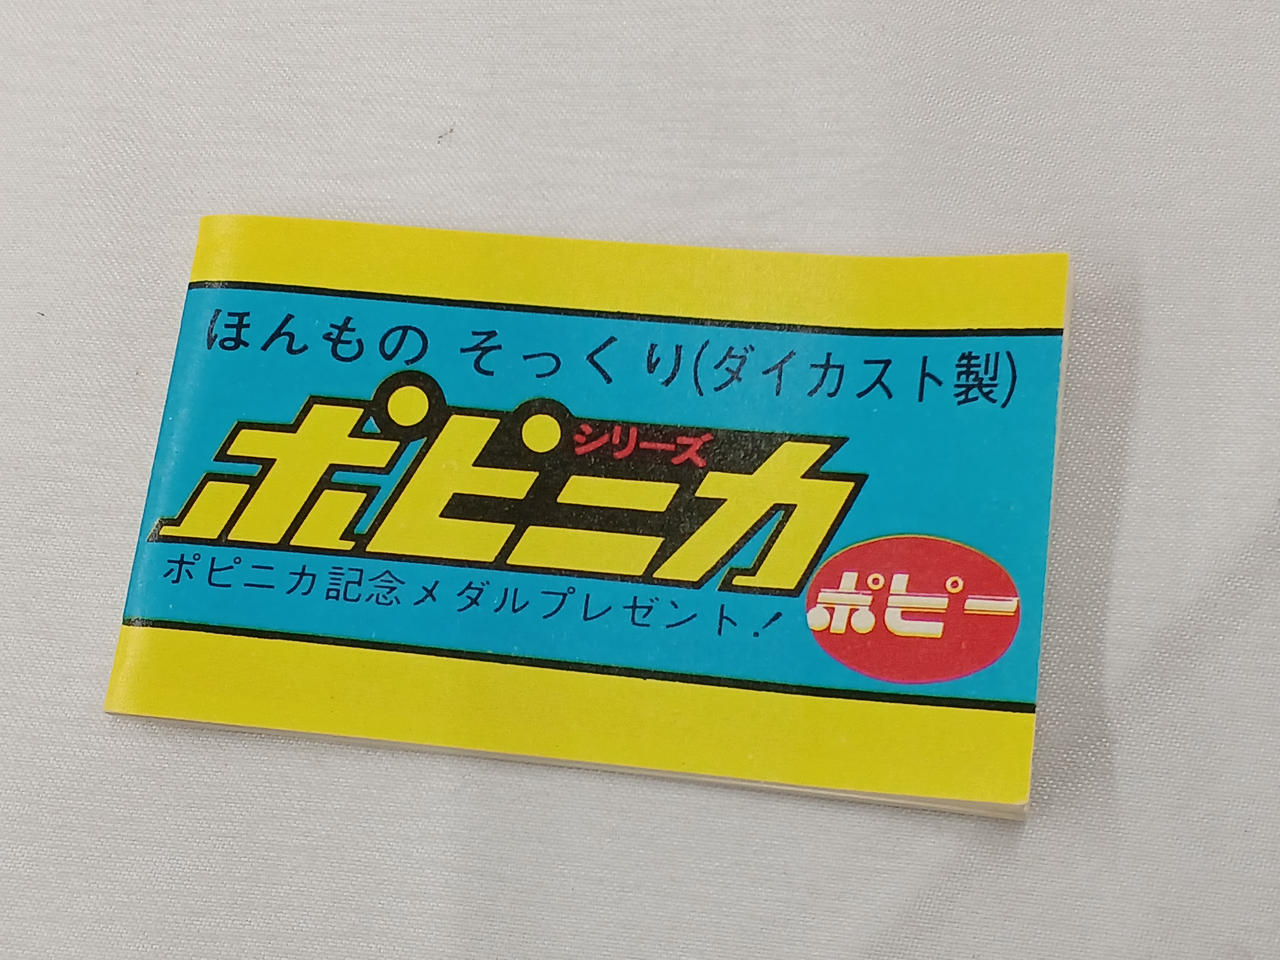 ほんもの そっくり(ダイカスト製)
ポピニカ シリーズ
ポピニカ記念メダルプレゼント!
ポピー